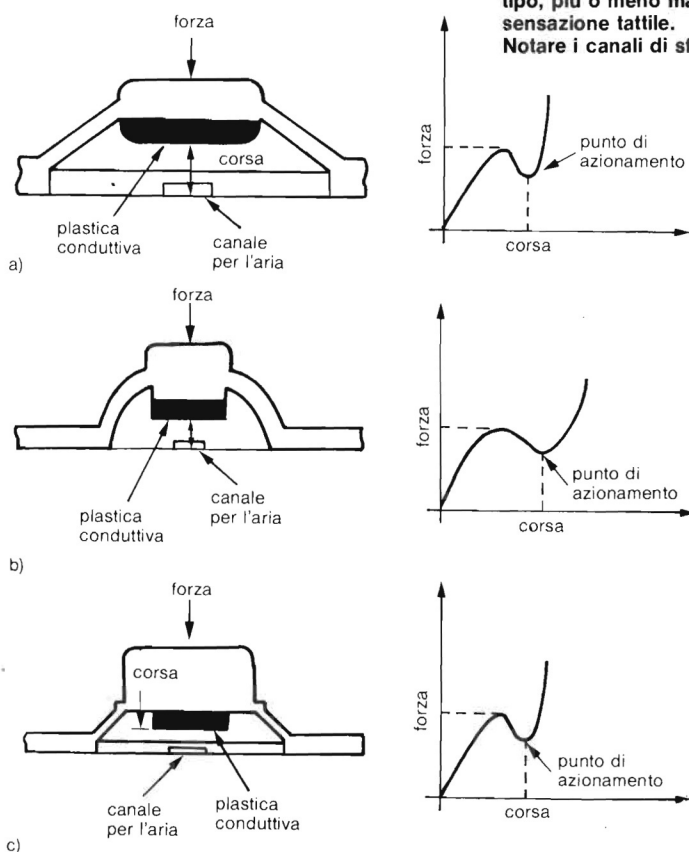 tipo, più o meno
sensazione tattile.
Notare i canali di
forza
corsa
plastica
conduttiva
canale
per l'aria
a)
forza
punto di
azionamento
corsa
forza
plastica
conduttiva
canale
per l'aria
b)
forza
punto di
azionamento
corsa
forza
corsa
canale
per l'aria
plastica
conduttiva
c)
forza
punto di
azionamento
corsa